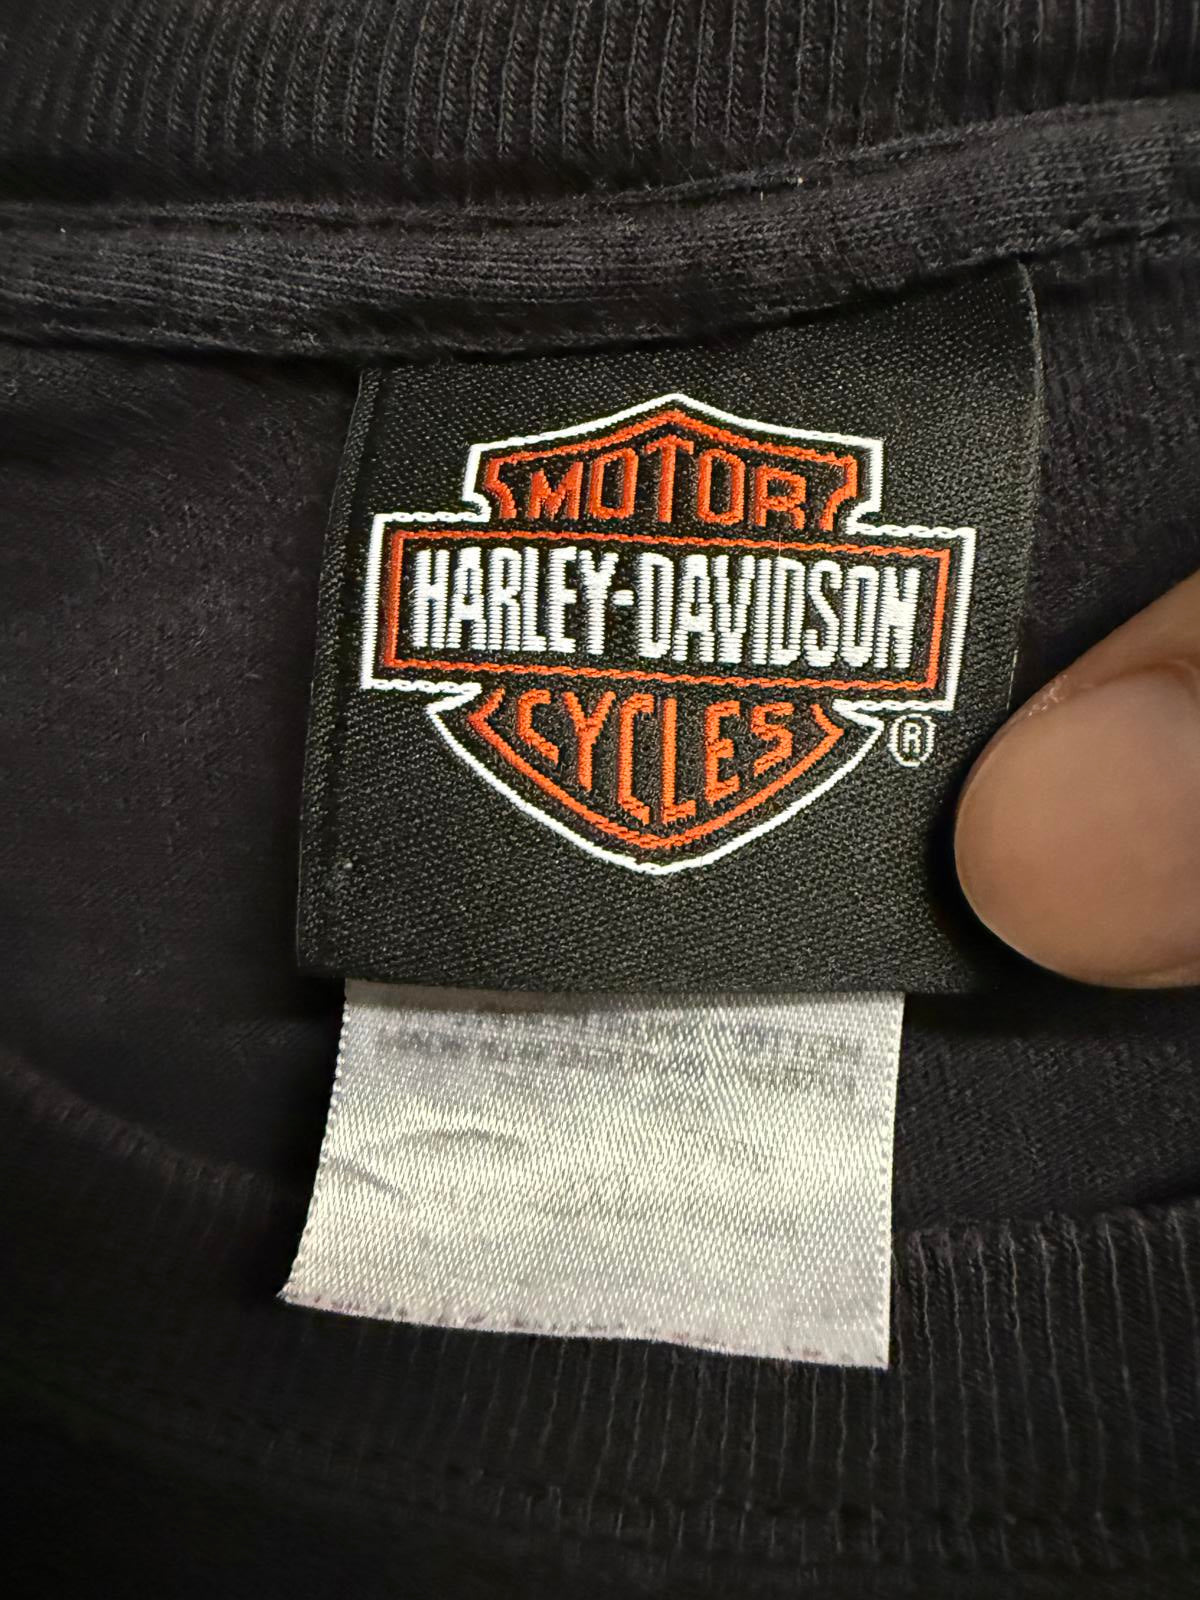 MOTOR
HARLEY-DAVIDSON
CYCLES
®